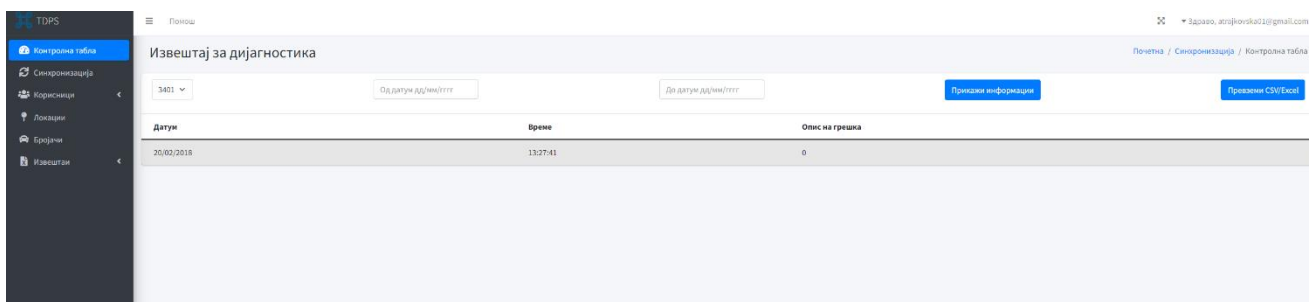 TDPS
Помош
Здраво, atrajkovska01@gmail.com
Контролна табла
Синхронизација
Корисници
Локации
Бројачи
Извештаи
Извештај за дијагностика
Почетна / Синхронизација / Контролна табла
3401
Од датум дд/мм/гггг
До датум дд/мм/гггг
Прикажи информации
Превземи CSV/Excel
Датум Време Опис на грешка
20/02/2018 13:27:41 0